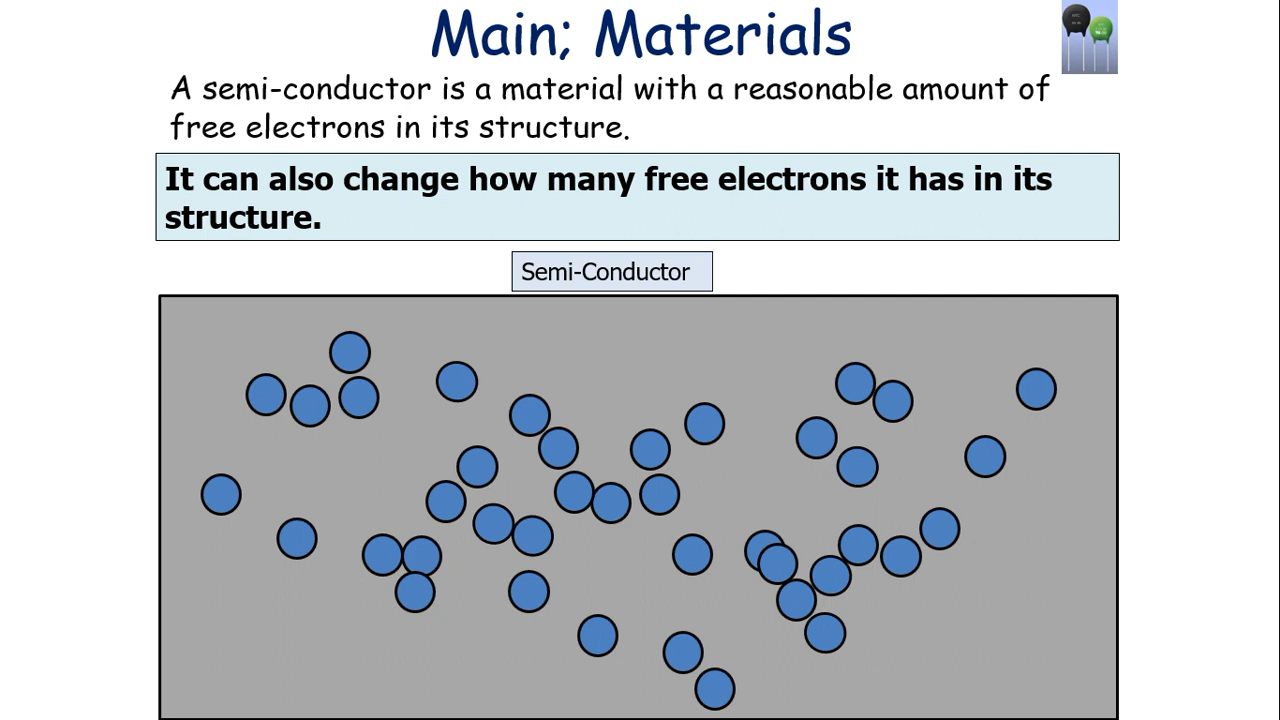 Main; Materials
A semi-conductor is a material with a reasonable amount of
free electrons in its structure.
It can also change how many free electrons it has in its
structure.
Semi-Conductor